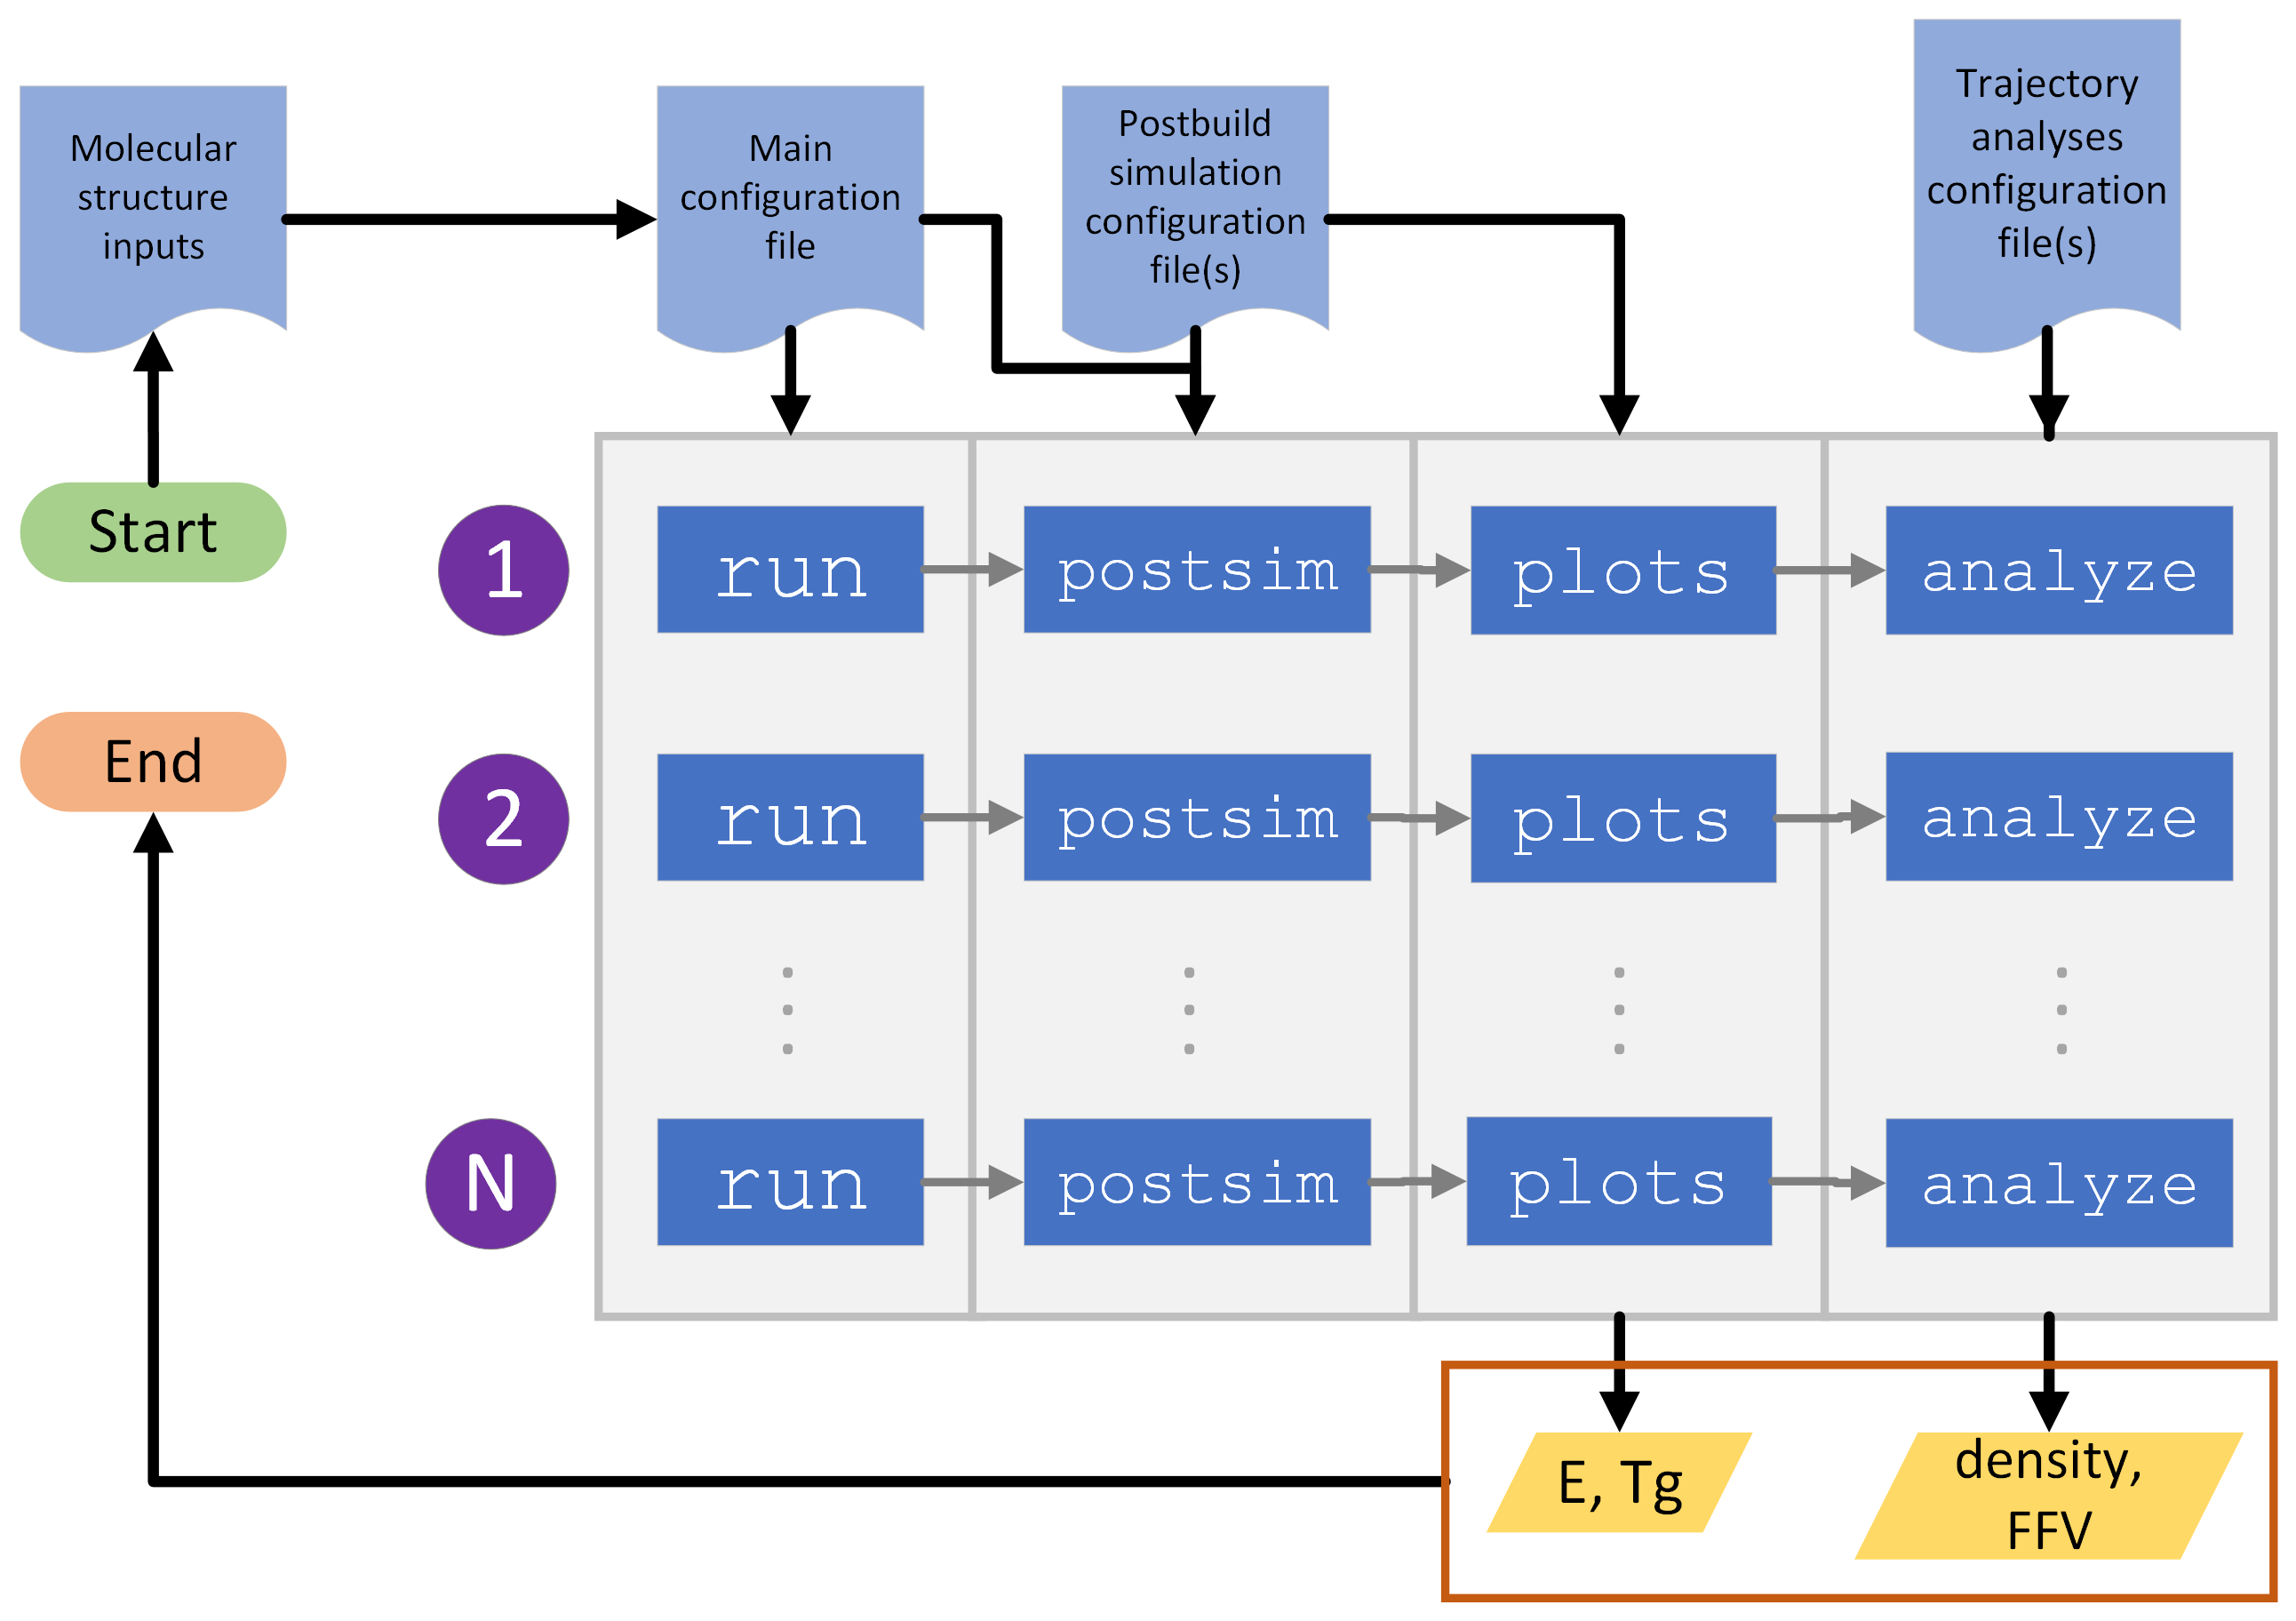 Molecular
structure
inputs
Main
configuration
file
Postbuild
simulation
configuration
file(s)
Trajectory
analyses
configuration
file(s)
Start
End
1
run
postsim
plots
analyze
2
run
postsim
plots
analyze
N
run
postsim
plots
analyze
E, Tg
density,
FFV